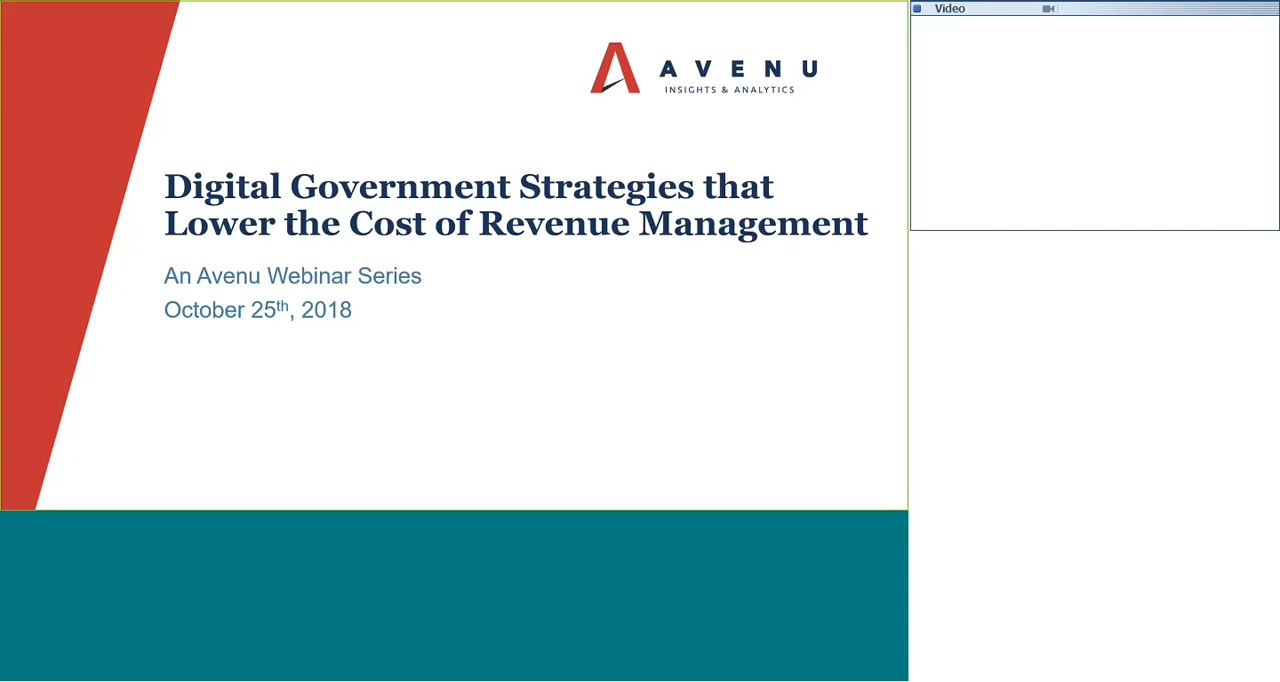 AVENU
INSIGHTS & ANALYTICS
Digital Government Strategies that
Lower the Cost of Revenue Management
An Avenu Webinar Series
October 25th, 2018
Video